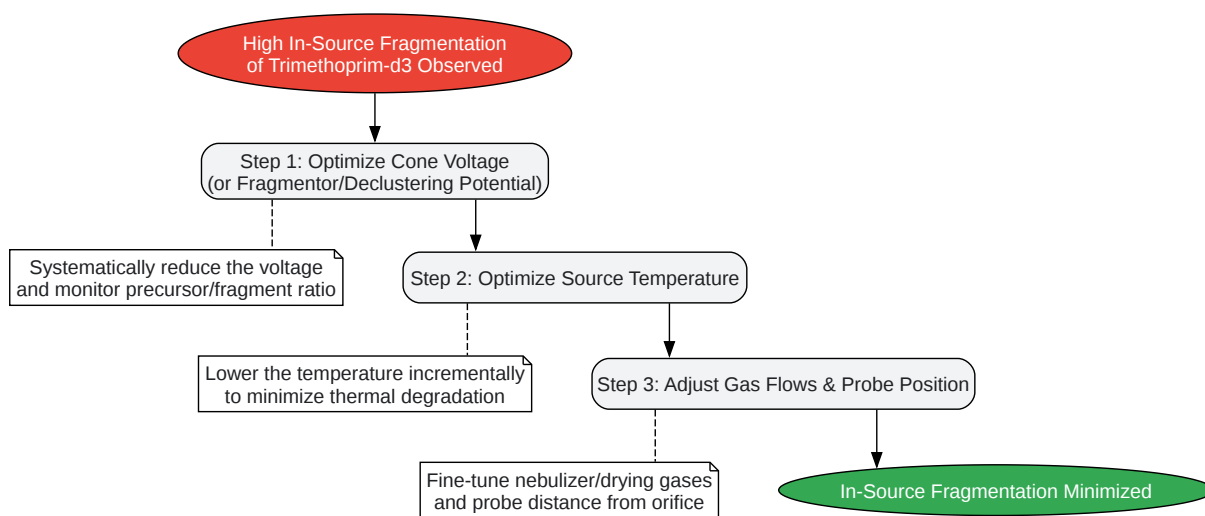 High In-Source Fragmentation
of Trimethoprim-d3 Observed
Step 1: Optimize Cone Voltage
(or Fragmentor/Declustering Potential)
Systematically reduce the voltage
and monitor precursor/fragment ratio
Step 2: Optimize Source Temperature
Lower the temperature incrementally
to minimize thermal degradation
Step 3: Adjust Gas Flows & Probe Position
Fine-tune nebulizer/drying gases
and probe distance from orifice
In-Source Fragmentation Minimized